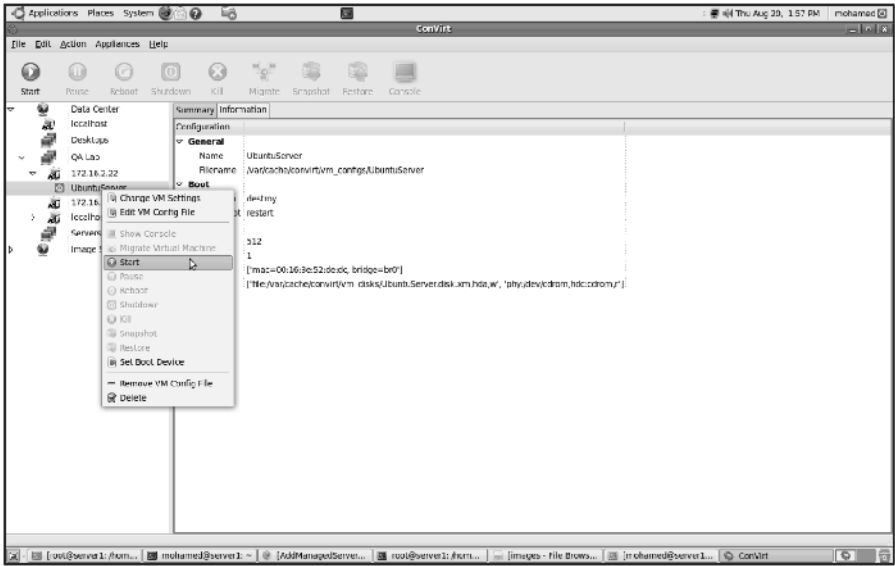 Applications Places System
Thu Aug 20, 1:57 PM mohamed
ConVirt
File Edit Action Appliances Help
Start Pause Reboot Shutdown Kill Migrate Snapshot Restore Console
Data Center
localhost
Desktops
QA Lab
172.16.2.22
UbuntuServer
172.16.
localho
Servers
Image
Summary Information
Configuration
General
Name UbuntuServer
Filename /var/cache/convirt/vm_configs/UbuntuServer
Boot
destroy
ot restart
512
1
["mac=00:16:3e:52:de:dc, bridge=br0"]
['file:/var/cache/convirt/vm_disks/UbuntuServer.disk.xm,hda,w', 'phy:/dev/cdrom,hdc:cdrom,r']
Change VM Settings
Edit VM Config File
Show Console
Migrate Virtual Machine
Start
Pause
Reboot
Shutdown
Kill
Snapshot
Restore
Set Boot Device
Remove VM Config File
Delete
[root@server1: /hom... mohamed@server1: ~ [AddManagedServer... root@server1: /hom... [images - File Brows... [mohamed@server1... ConVirt